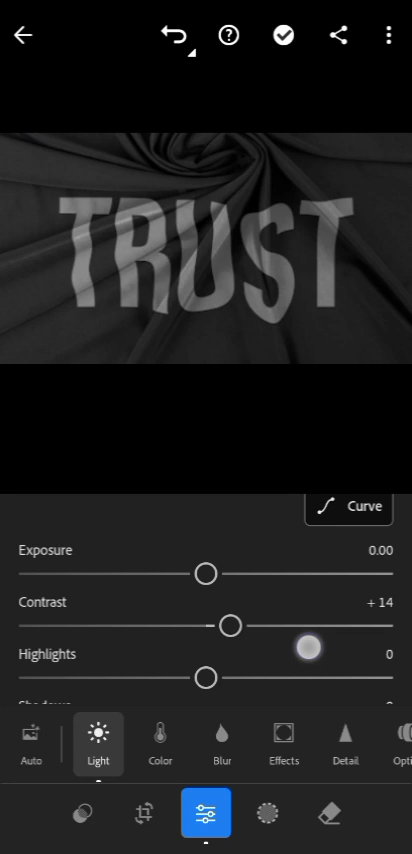 TRUST
Curve
Exposure 0.00
Contrast + 14
Highlights 0
Auto Light Color Blur Effects Detail